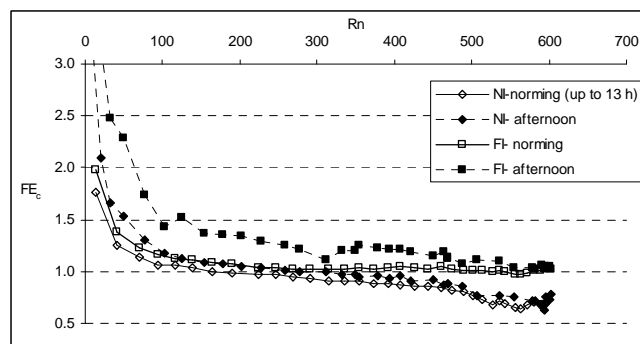 Rn
0 100 200 300 400 500 600 700
3.0
2.5
2.0
1.5
1.0
0.5
FEc
NI-norming (up to 13 h)
NI- afternoon
FI- norming
FI- afternoon